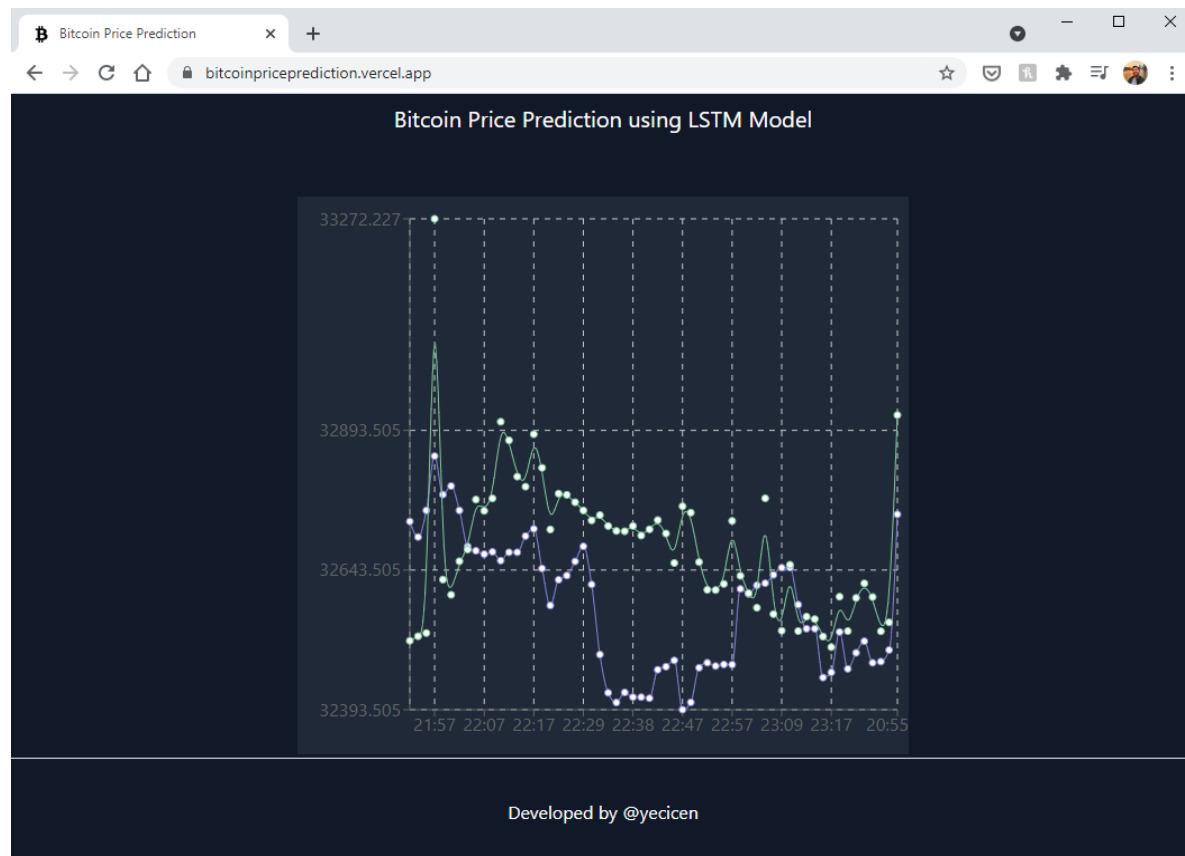 Bitcoin Price Prediction
bitcoinpriceprediction.vercel.app
Bitcoin Price Prediction using LSTM Model
33272.227
32893.505
32643.505
32393.505
21:57 22:07 22:17 22:29 22:38 22:47 22:57 23:09 23:17 20:55
Developed by @yecicen